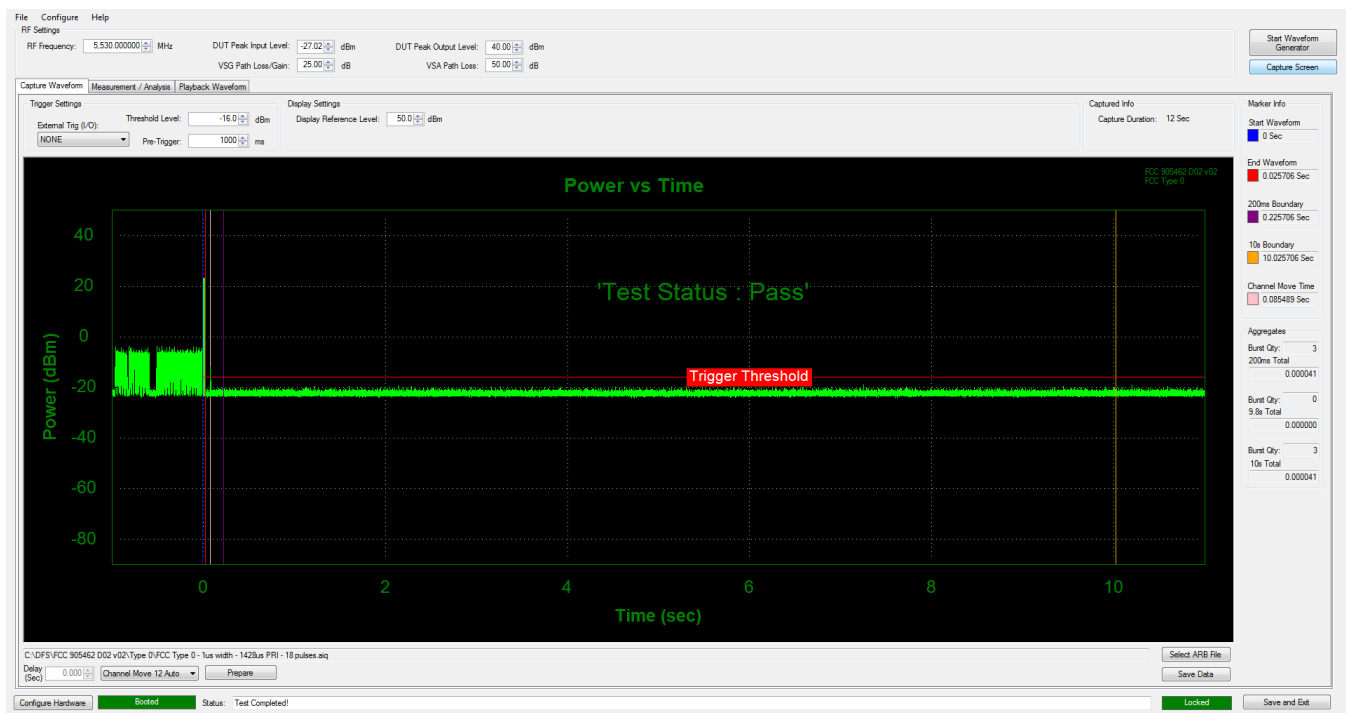 File Configure Help
RF Settings
RF Frequency: 5,530.000000 MHz DUT Peak Input Level: -27.02 dBm DUT Peak Output Level: 40.00 dBm
VSG Path Loss/Gain: 25.00 dB VSA Path Loss: 50.00 dB
Start Waveform Generator
Capture Screen
Capture Waveform Measurement / Analysis Playback Waveform
Trigger Settings
External Trig (I/O): Threshold Level: -16.0 dBm
NONE Pre-Trigger: 1000 ms
Display Settings
Display Reference Level: 50.0 dBm
Captured Info
Capture Duration: 12 Sec
Marker Info
Start Waveform
0 Sec
End Waveform
0.025706 Sec
200ms Boundary
0.225706 Sec
10s Boundary
10.025706 Sec
Channel Move Time
0.085489 Sec
Aggregates
Burst Qty: 3
200ms Total
0.000041
Burst Qty: 0
9.8s Total
0.000000
Burst Qty: 3
10s Total
0.000041
Power vs Time
FCC 905462 D02 v02
FCC Type 0
'Test Status : Pass'
Trigger Threshold
Power (dBm)
40
20
0
-20
-40
-60
-80
0 2 4 6 8 10
Time (sec)
C:\DFS\FCC 905462 D02 v02\Type 0\FCC Type 0 - 1us width - 1428us PRI - 18 pulses.aiq
Select ARB File
Delay (Sec) 0.000 Channel Move 12 Auto Prepare
Save Data
Configure Hardware Booted Status: Test Completed! Locked Save and Exit